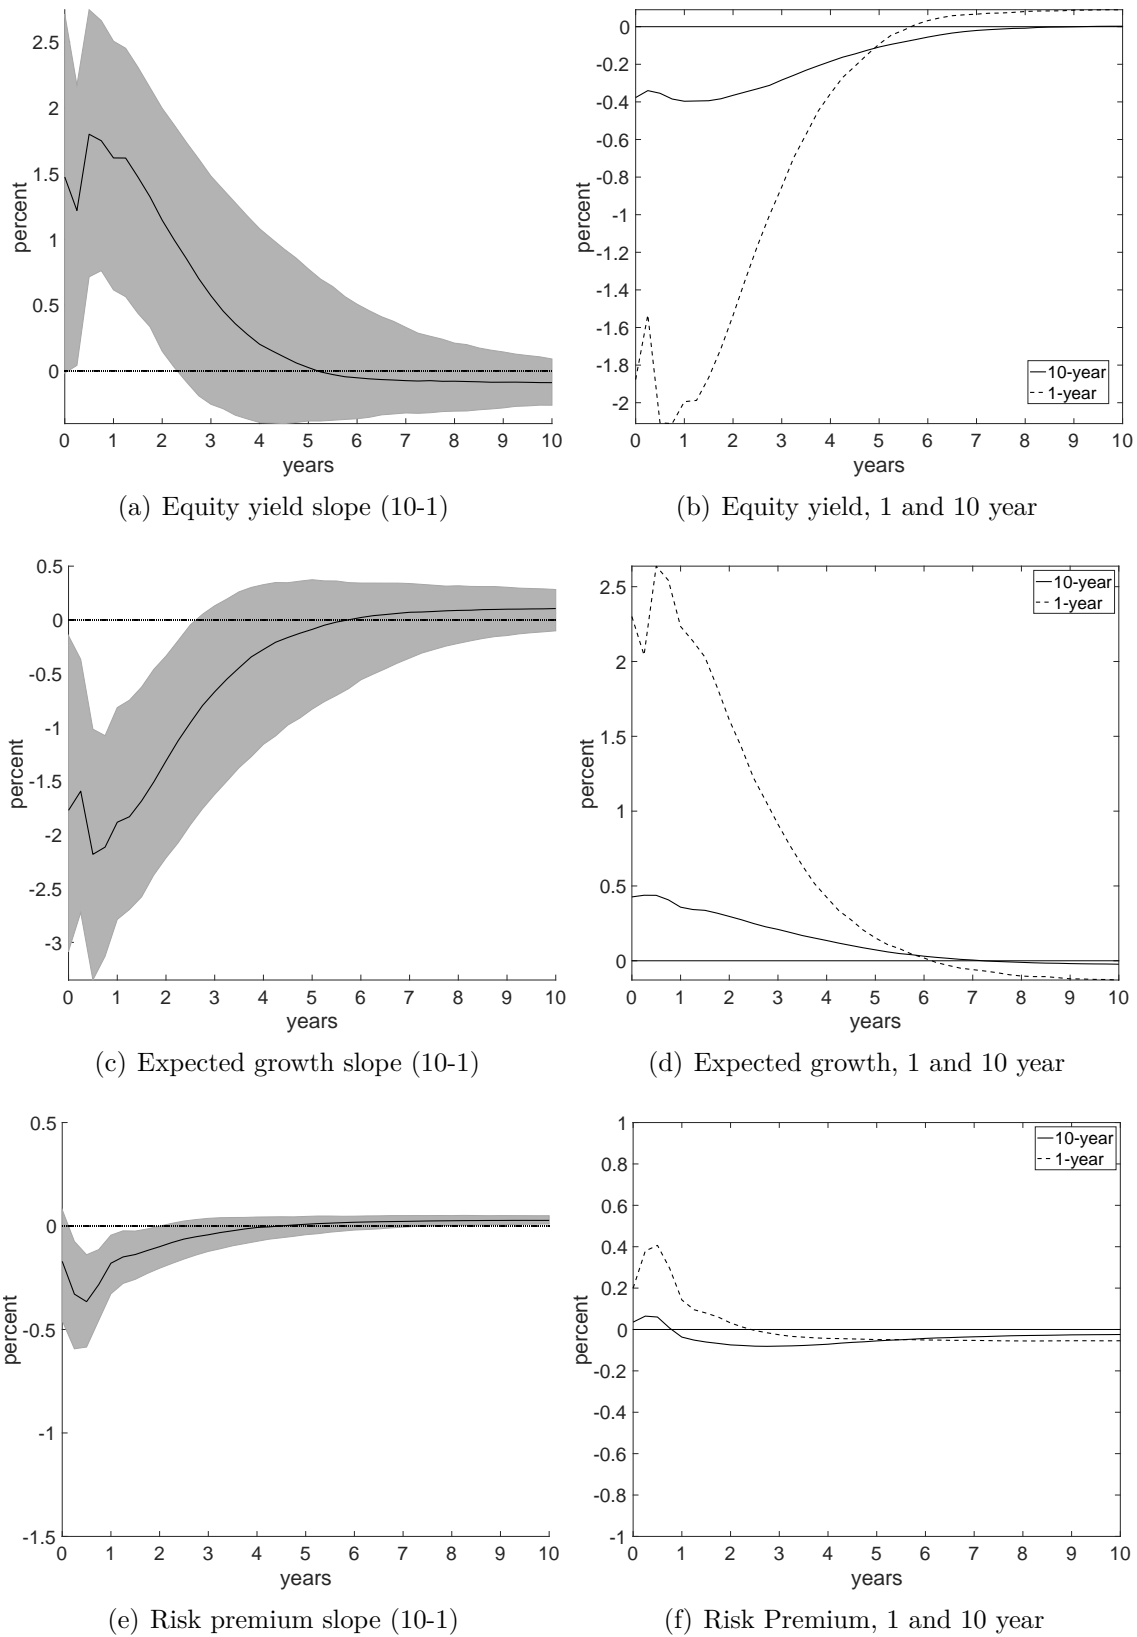 2.5
2
1.5
1
0.5
0
percent
0 1 2 3 4 5 6 7 8 9 10
years
(a) Equity yield slope (10-1)
0
-0.2
-0.4
-0.6
-0.8
-1
-1.2
-1.4
-1.6
-1.8
-2
percent
10-year
1-year
0 1 2 3 4 5 6 7 8 9 10
years
(b) Equity yield, 1 and 10 year
0.5
0
-0.5
-1
-1.5
-2
-2.5
-3
percent
0 1 2 3 4 5 6 7 8 9 10
years
(c) Expected growth slope (10-1)
2.5
2
1.5
1
0.5
0
percent
10-year
1-year
0 1 2 3 4 5 6 7 8 9 10
years
(d) Expected growth, 1 and 10 year
0.5
0
-0.5
-1
-1.5
percent
0 1 2 3 4 5 6 7 8 9 10
years
(e) Risk premium slope (10-1)
1
0.8
0.6
0.4
0.2
0
-0.2
-0.4
-0.6
-0.8
-1
percent
10-year
1-year
0 1 2 3 4 5 6 7 8 9 10
years
(f) Risk Premium, 1 and 10 year